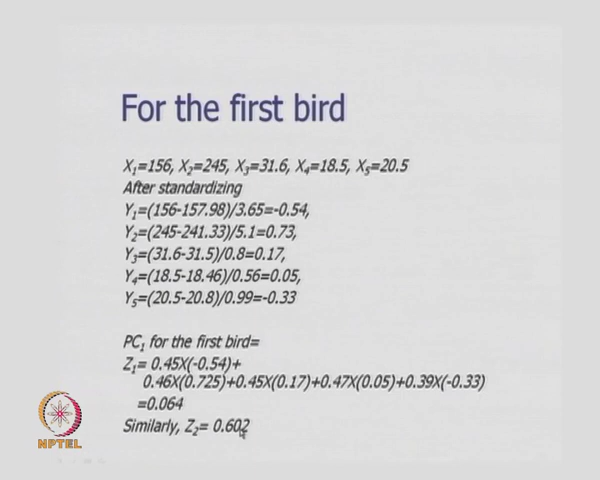 For the first bird
X₁=156, X₂=245, X₃=31.6, X₄=18.5, X₅=20.5
After standardizing
Y₁=(156-157.98)/3.65=-0.54,
Y₂=(245-241.33)/5.1=0.73,
Y₃=(31.6-31.5)/0.8=0.17,
Y₄=(18.5-18.46)/0.56=0.05,
Y₅=(20.5-20.8)/0.99=-0.33
PC₁ for the first bird=
Z₁= 0.45X(-0.54)+
0.46X(0.725)+0.45X(0.17)+0.47X(0.05)+0.39X(-0.33)
=0.064
Similarly, Z₂= 0.602
NPTEL